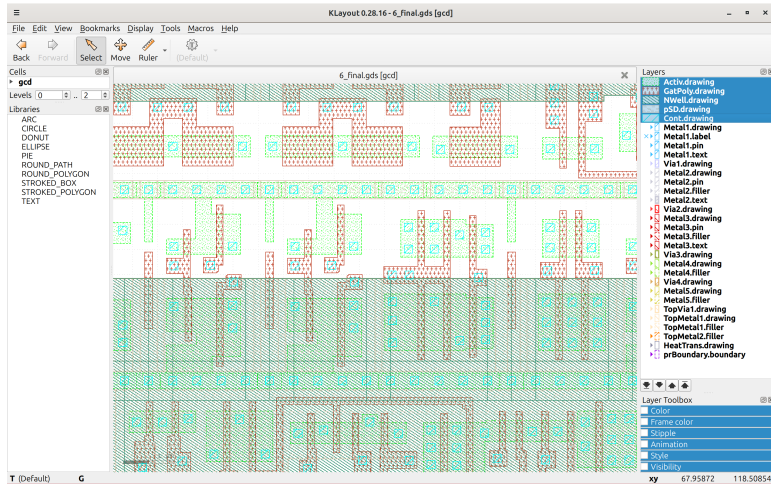 KLayout 0.28.16 - 6_final.gds [gcd]
File Edit View Bookmarks Display Tools Macros Help
Back Forward Select Move Ruler (Default)
Cells
gcd
Levels 0 .. 2
Libraries
ARC
CIRCLE
DONUT
ELLIPSE
PIE
ROUND_PATH
ROUND_POLYGON
STROKED_BOX
STROKED_POLYGON
TEXT
6_final.gds [gcd]
Layers
Activ.drawing
GatPoly.drawing
NWell.drawing
pSD.drawing
Cont.drawing
Metal1.drawing
Metal1.label
Metal1.pin
Metal1.text
Via1.drawing
Metal2.drawing
Metal2.pin
Metal2.filler
Metal2.text
Via2.drawing
Metal3.drawing
Metal3.pin
Metal3.filler
Metal3.text
Via3.drawing
Metal4.drawing
Metal4.filler
Via4.drawing
Metal5.drawing
Metal5.filler
TopVia1.drawing
TopMetal1.drawing
TopMetal1.filler
TopMetal2.filler
HeatTrans.drawing
prBoundary.boundary
Layer Toolbox
Color
Frame color
Stipple
Animation
Style
Visibility
T (Default) G xy 67.95872 118.50854